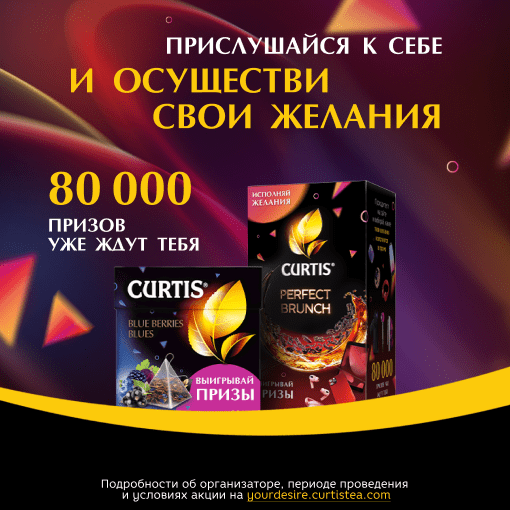 ПРИСЛУШАЙСЯ К СЕБЕ
И ОСУЩЕСТВИ
СВОИ ЖЕЛАНИЯ
80 000
ПРИЗОВ
УЖЕ ЖДУТ ТЕБЯ
ИСПОЛНЯЙ
ЖЕЛАНИЯ
CURTIS®
PERFECT
BRUNCH
CURTIS®
BLUE BERRIES
BLUES
ВЫИГРЫВАЙ
ПРИЗЫ
80 000
Подробности об организаторе, периоде проведения
и условиях акции на yourdesire.curtistea.com